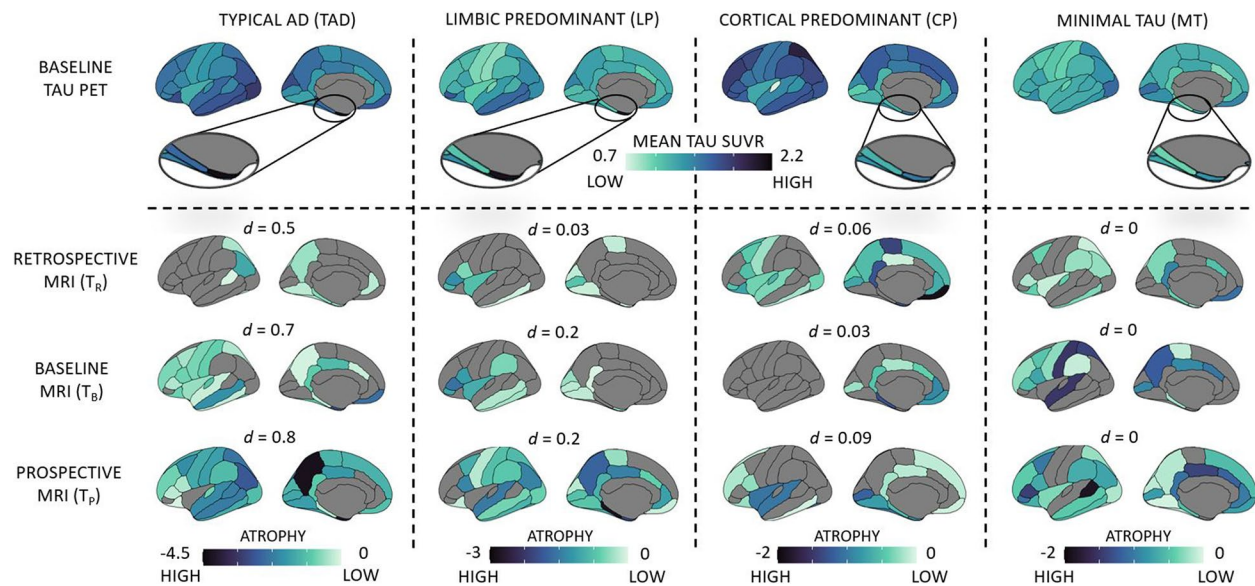 TYPICAL AD (TAD)
LIMBIC PREDOMINANT (LP)
CORTICAL PREDOMINANT (CP)
MINIMAL TAU (MT)
BASELINE
TAU PET
MEAN TAU SUVR
0.7
2.2
LOW
HIGH
RETROSPECTIVE
MRI (T_R)
d = 0.5
d = 0.03
d = 0.06
d = 0
BASELINE
MRI (T_B)
d = 0.7
d = 0.2
d = 0.03
d = 0
PROSPECTIVE
MRI (T_P)
d = 0.8
d = 0.2
d = 0.09
d = 0
ATROPHY
-4.5
0
HIGH
LOW
ATROPHY
-3
0
HIGH
LOW
ATROPHY
-2
0
HIGH
LOW
ATROPHY
-2
0
HIGH
LOW